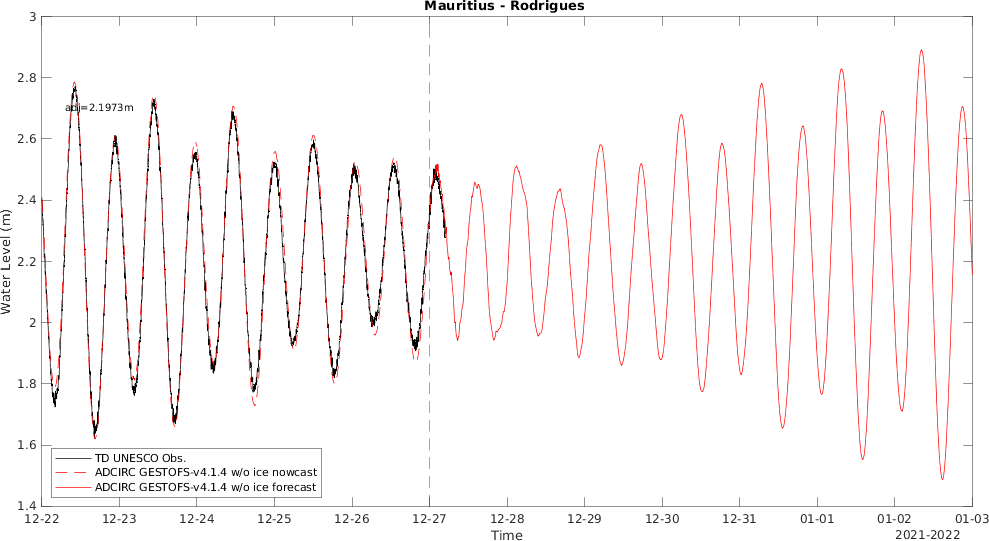 Mauritius - Rodrigues
3
2.8
adj=2.1973m
2.6
2.4
2.2
2
1.8
1.6
1.4
Water Level (m)
TD UNESCO Obs.
ADCIRC GESTOFS-v4.1.4 w/o ice nowcast
ADCIRC GESTOFS-v4.1.4 w/o ice forecast
12-22 12-23 12-24 12-25 12-26 12-27 12-28 12-29 12-30 12-31 01-01 01-02 01-03
Time
2021-2022